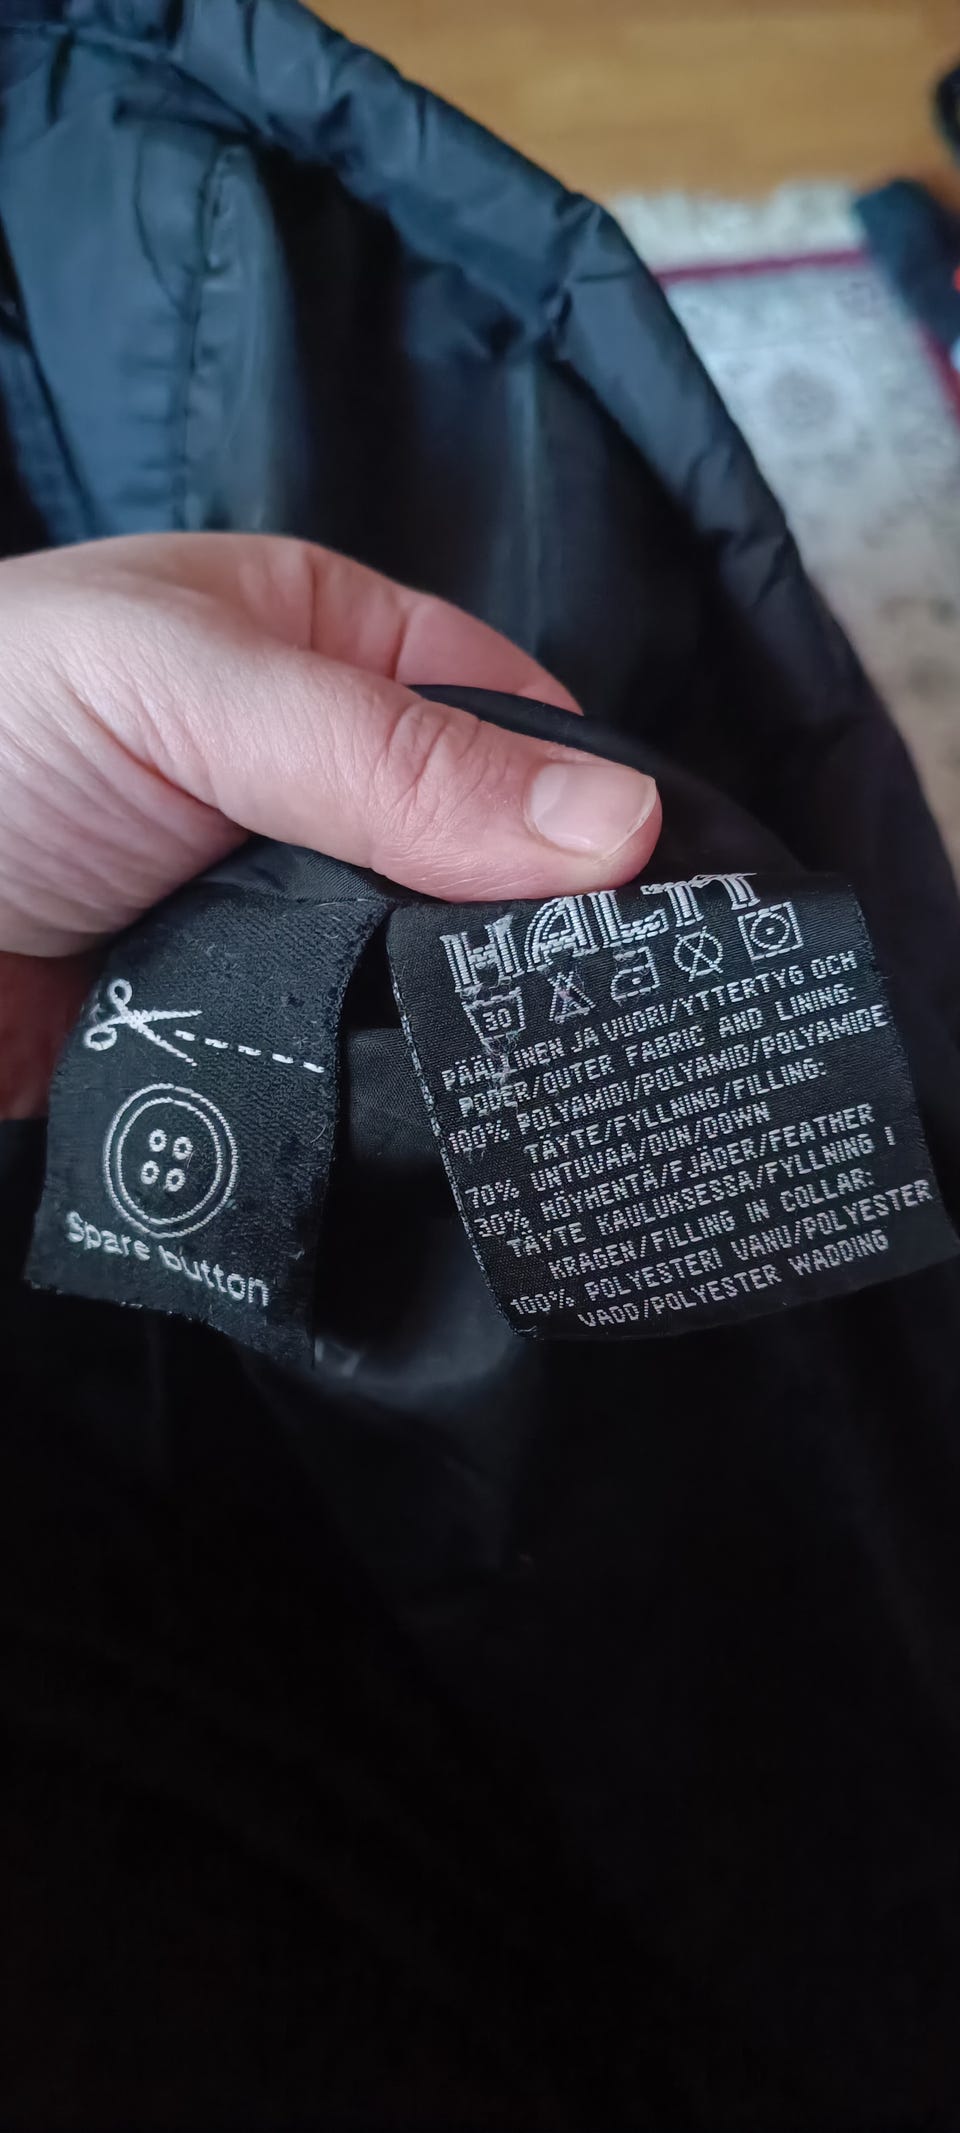 Spare button
HALTI
30
PÄÄLLINEN JA VUORI/YTTERTYG OCH
FODER/OUTER FABRIC AND LINING:
100% POLYAMIDI/POLYAMID/POLYAMIDE
TÄYTE/FYLLNING/FILLING:
70% UNTUVAA/DUN/DOWN
30% HÖYHENTÄ/FJÄDER/FEATHER
TÄYTE KAULUKSESSA/FYLLNING I
KRAGEN/FILLING IN COLLAR:
100% POLYESTERI VANU/POLYESTER
VADD/POLYESTER WADDING